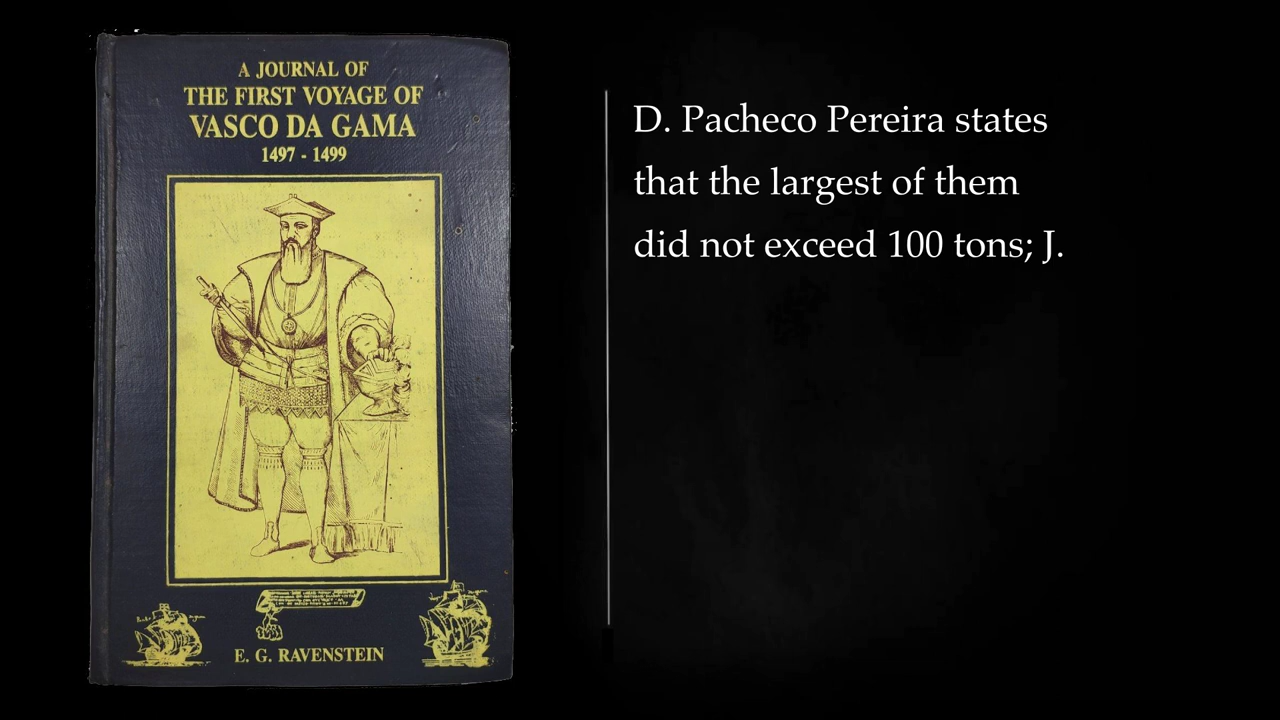 A JOURNAL OF
THE FIRST VOYAGE OF
VASCO DA GAMA
1497 - 1499
E. G. RAVENSTEIN
D. Pacheco Pereira states
that the largest of them
did not exceed 100 tons; J.